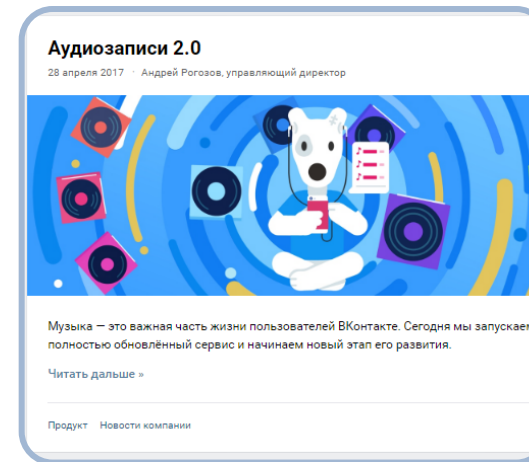 Аудиозаписи 2.0
28 апреля 2017 · Андрей Рогозов, управляющий директор
Музыка — это важная часть жизни пользователей ВКонтакте. Сегодня мы запускаем
полностью обновлённый сервис и начинаем новый этап его развития.
Читать дальше »
Продукт Новости компании